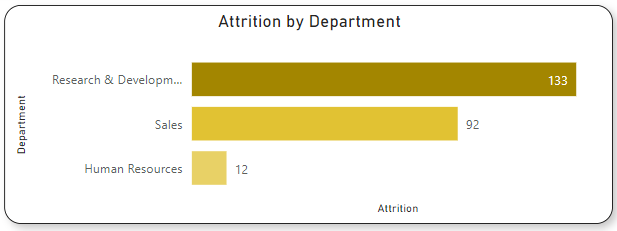 Attrition by Department
Department
Research & Developm...
133
Sales
92
Human Resources
12
Attrition